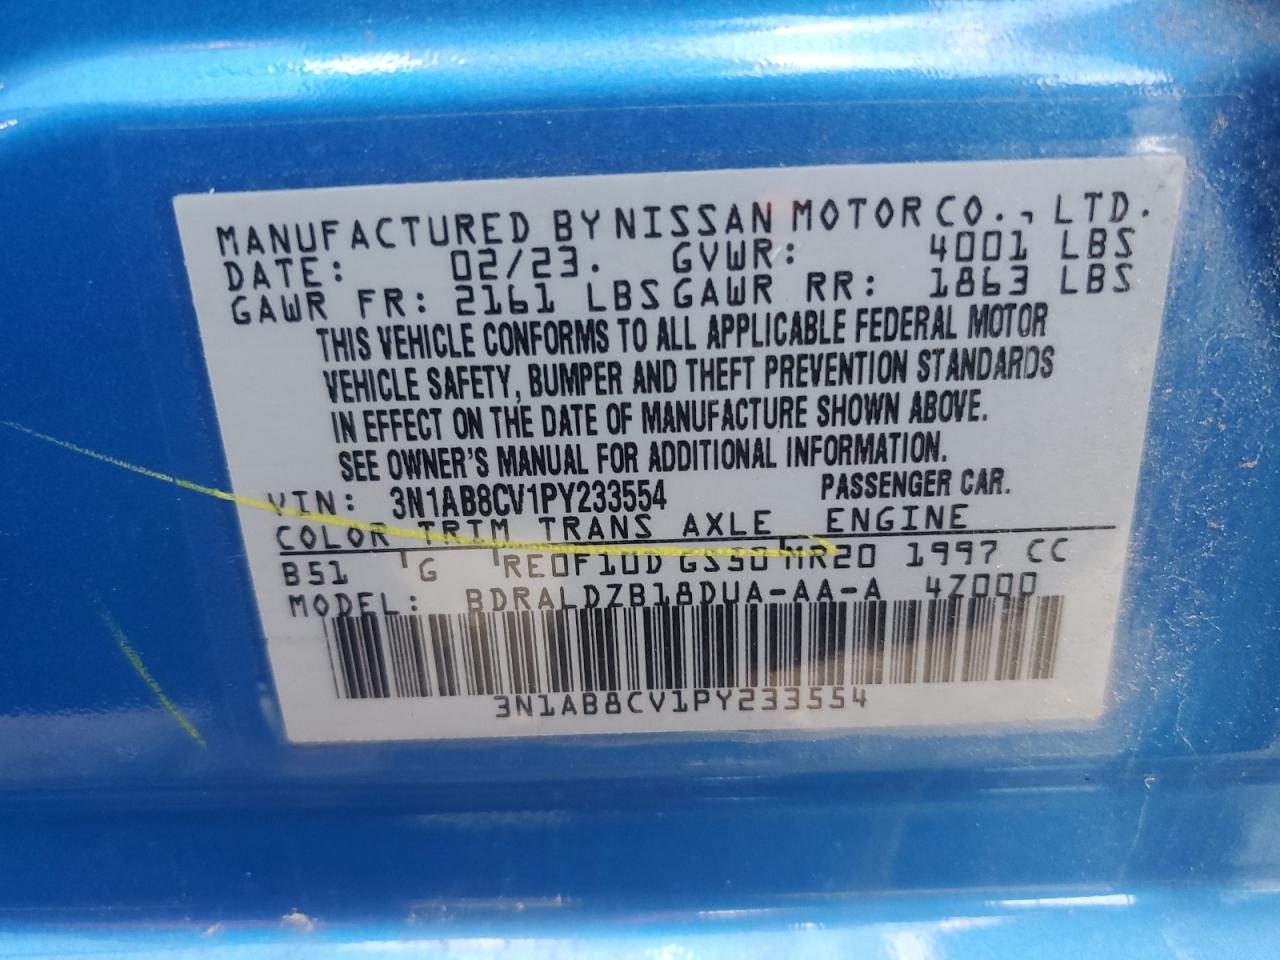 MANUFACTURED BY NISSAN MOTOR CO., LTD.
DATE: 02/23. GVWR: 4001 LBS
GAWR FR: 2161 LBS GAWR RR: 1863 LBS
THIS VEHICLE CONFORMS TO ALL APPLICABLE FEDERAL MOTOR
VEHICLE SAFETY, BUMPER AND THEFT PREVENTION STANDARDS
IN EFFECT ON THE DATE OF MANUFACTURE SHOWN ABOVE.
SEE OWNER'S MANUAL FOR ADDITIONAL INFORMATION.
VIN: 3N1AB8CV1PY233554 PASSENGER CAR.
COLOR TRIM TRANS AXLE ENGINE
B51 G RE0F10D GS50 MR20 1997 CC
MODEL: BDRALDZB18DUA-AA-A 4Z000
3N1AB8CV1PY233554